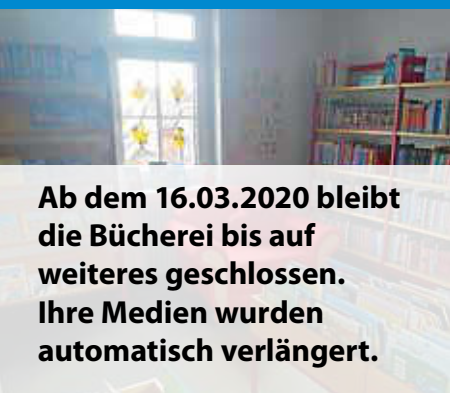 Ab dem 16.03.2020 bleibt
die Bücherei bis auf
weiteres geschlossen.
Ihre Medien wurden
automatisch verlängert.